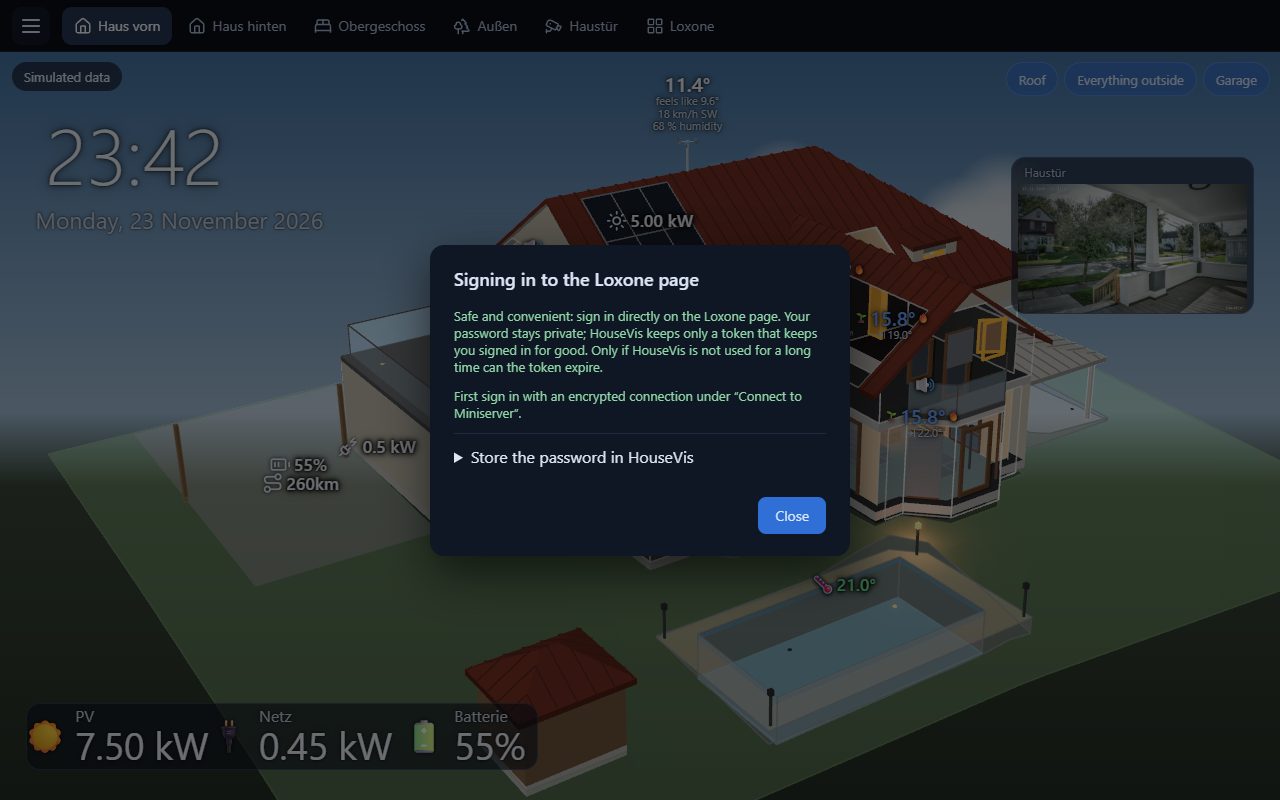 Haus vorn
Haus hinten
Obergeschoss
Außen
Haustür
Loxone
Simulated data
Roof
Everything outside
Garage
11.4°
feels like 9.6°
18 km/h SW
68 % humidity
23:42
Monday, 23 November 2026
Haustür
5.00 kW
15.8°
19.0°
15.8°
22.0°
Signing in to the Loxone page
Safe and convenient: sign in directly on the Loxone page. Your
password stays private; HouseVis keeps only a token that keeps
you signed in for good. Only if HouseVis is not used for a long
time can the token expire.
First sign in with an encrypted connection under “Connect to
Miniserver”.
Store the password in HouseVis
Close
0.5 kW
55%
260km
21.0°
PV
7.50 kW
Netz
0.45 kW
Batterie
55%